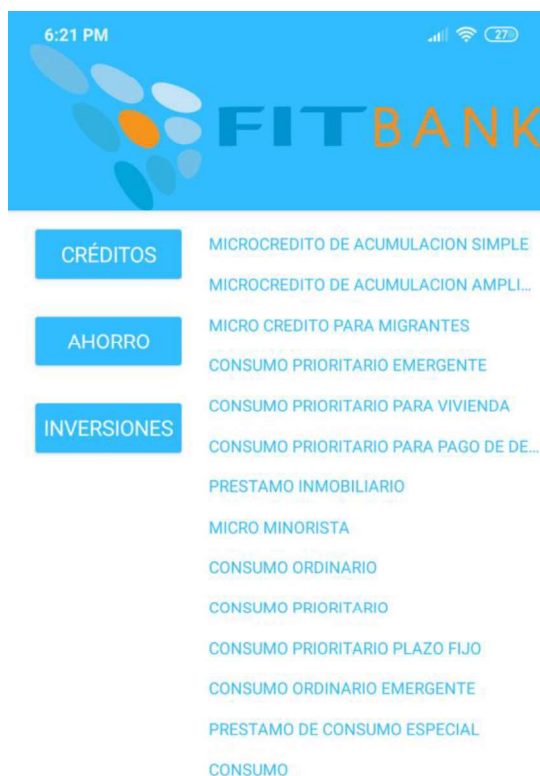 6:21 PM
27
FITBANK
CRÉDITOS
AHORRO
INVERSIONES
MICROCREDITO DE ACUMULACION SIMPLE
MICROCREDITO DE ACUMULACION AMPLI...
MICRO CREDITO PARA MIGRANTES
CONSUMO PRIORITARIO EMERGENTE
CONSUMO PRIORITARIO PARA VIVIENDA
CONSUMO PRIORITARIO PARA PAGO DE DE...
PRESTAMO INMOBILIARIO
MICRO MINORISTA
CONSUMO ORDINARIO
CONSUMO PRIORITARIO
CONSUMO PRIORITARIO PLAZO FIJO
CONSUMO ORDINARIO EMERGENTE
PRESTAMO DE CONSUMO ESPECIAL
CONSUMO